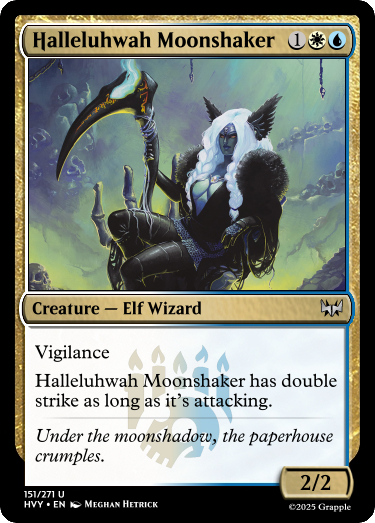 Halleluhwah Moonshaker 1
Creature — Elf Wizard
Vigilance
Halleluhwah Moonshaker has double
strike as long as it's attacking.
Under the moonshadow, the paperhouse
crumples.
2/2
151/271 U
HVY • EN Meghan Hetrick
©2025 Grapple